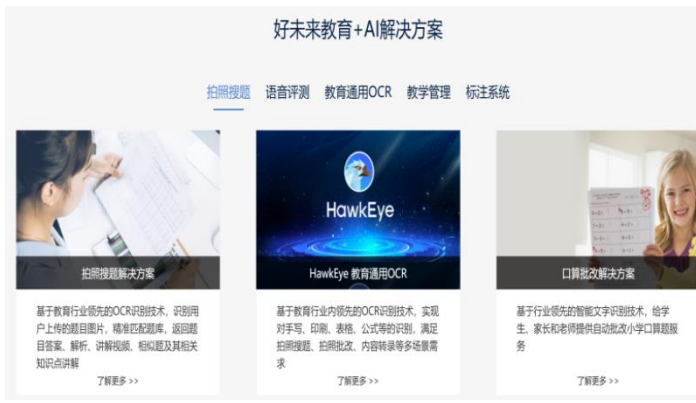 好未来教育+AI解决方案
拍照搜题 语音评测 教育通用OCR 教学管理 标注系统
HawkEye
拍照搜题解决方案
HawkEye 教育通用OCR
口算批改解决方案
基于教育行业领先的OCR识别技术，识别用
户上传的题目图片，精准匹配题库，返回题
目答案、解析、讲解视频、相似题及其相关
知识点讲解
了解更多 >>
基于教育行业内领先的OCR识别技术，实现
对手写、印刷、表格、公式等的识别，满足
拍照搜题、拍照批改、内容转录等多场景需
求
了解更多 >>
基于行业领先的智能文字识别技术，给学
生、家长和老师提供自动批改小学口算题服
务
了解更多 >>